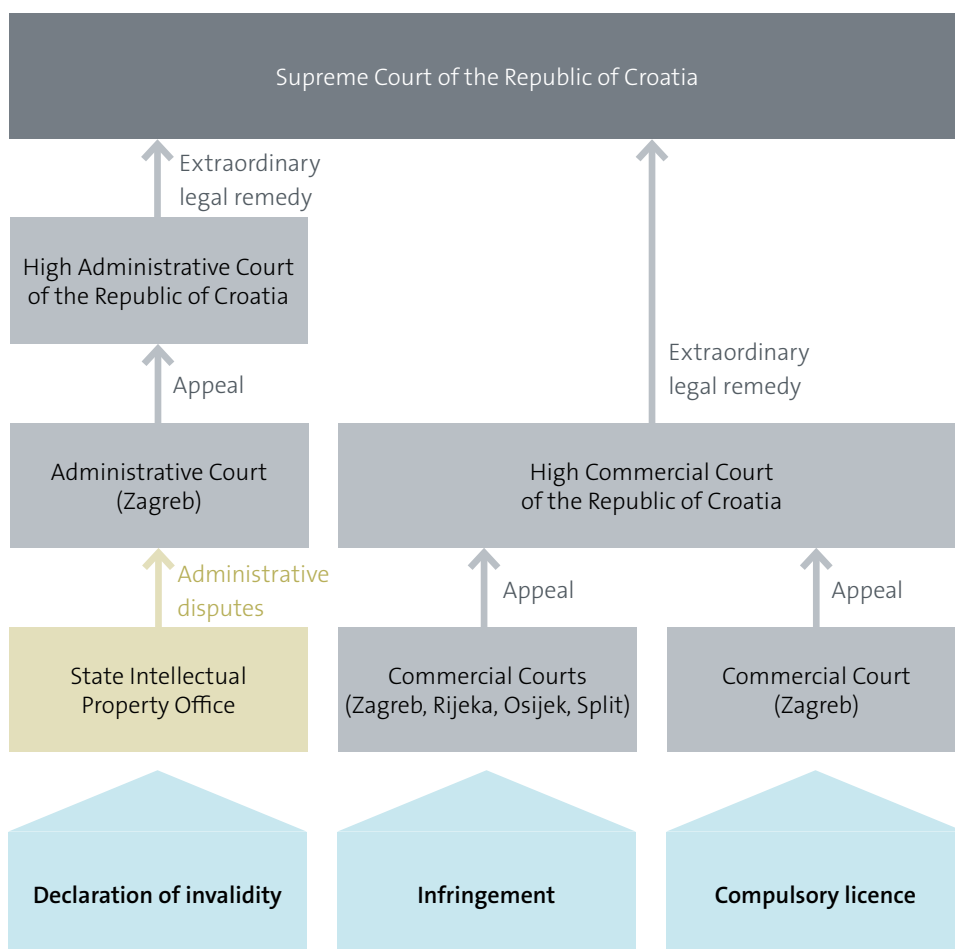 Supreme Court of the Republic of Croatia
Extraordinary
legal remedy
High Administrative Court
of the Republic of Croatia
Extraordinary
legal remedy
Appeal
Administrative Court
(Zagreb)
High Commercial Court
of the Republic of Croatia
Administrative
disputes
Appeal
Appeal
State Intellectual
Property Office
Commercial Courts
(Zagreb, Rijeka, Osijek, Split)
Commercial Court
(Zagreb)
Declaration of invalidity
Infringement
Compulsory licence